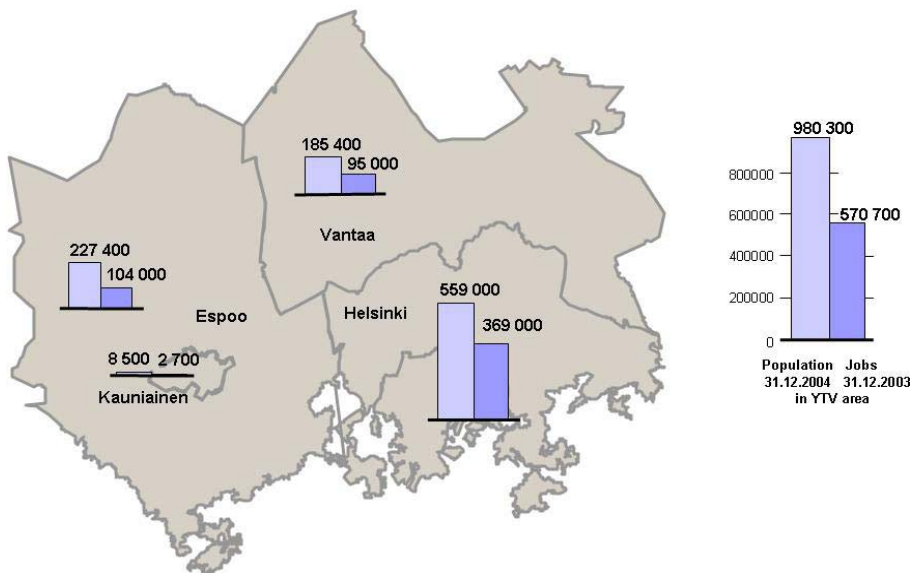 185 400
95 000
Vantaa
227 400
104 000
Espoo
8 500 2 700
Kauniainen
Helsinki
559 000
369 000
980 300
570 700
800000
600000
400000
200000
0
Population Jobs
31.12.2004 31.12.2003
in YTV area